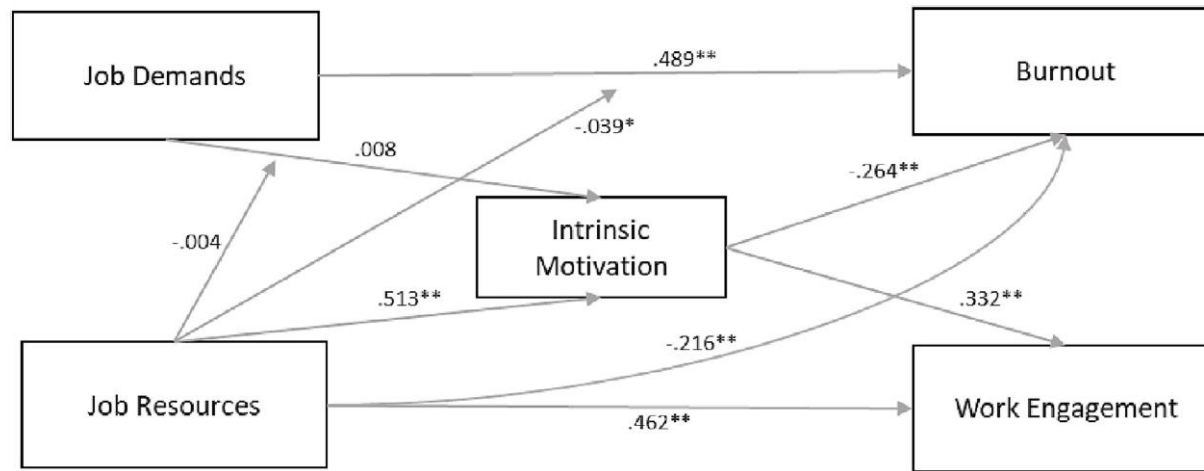 Job Demands
.489**
Burnout
-.039*
.008
-.264**
-.004
Intrinsic
Motivation
.513**
.332**
-.216**
Job Resources
.462**
Work Engagement